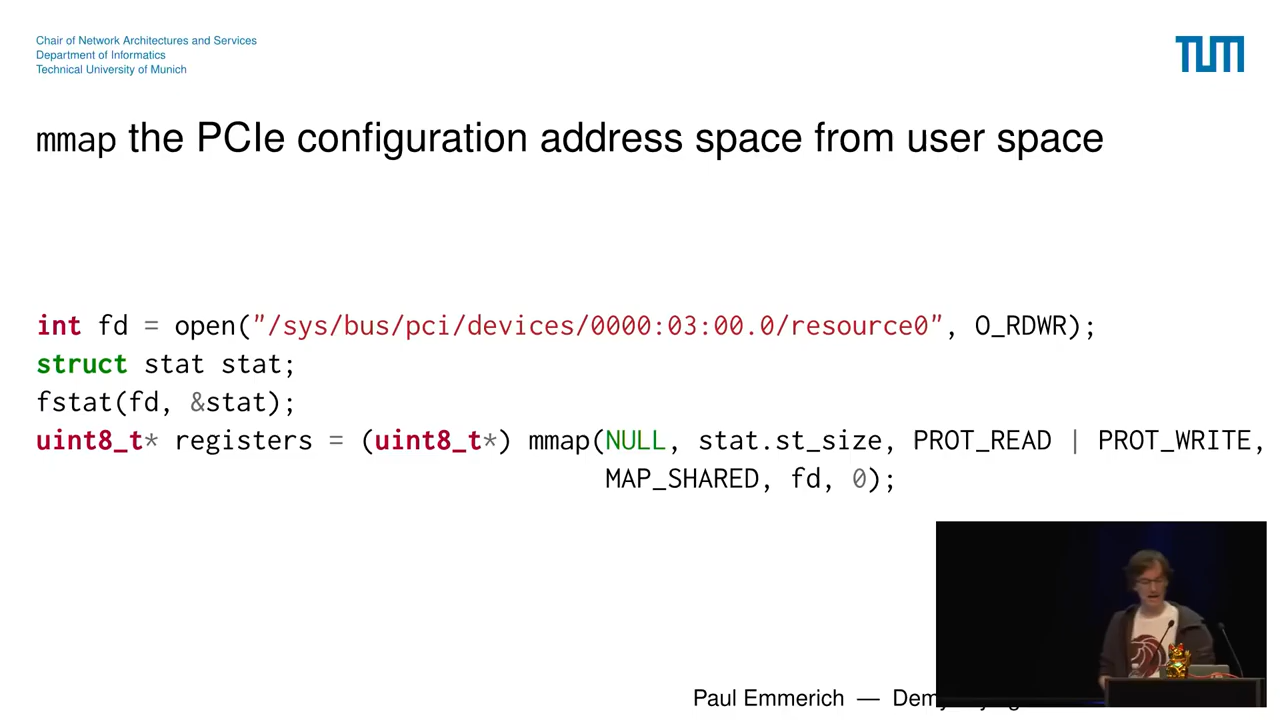 Chair of Network Architectures and Services
Department of Informatics
Technical University of Munich
TUM
mmap the PCIe configuration address space from user space
int fd = open("/sys/bus/pci/devices/0000:03:00.0/resource0", O_RDWR);
struct stat stat;
fstat(fd, &stat);
uint8_t* registers = (uint8_t*) mmap(NULL, stat.st_size, PROT_READ | PROT_WRITE,
MAP_SHARED, fd, 0);
Paul Emmerich —